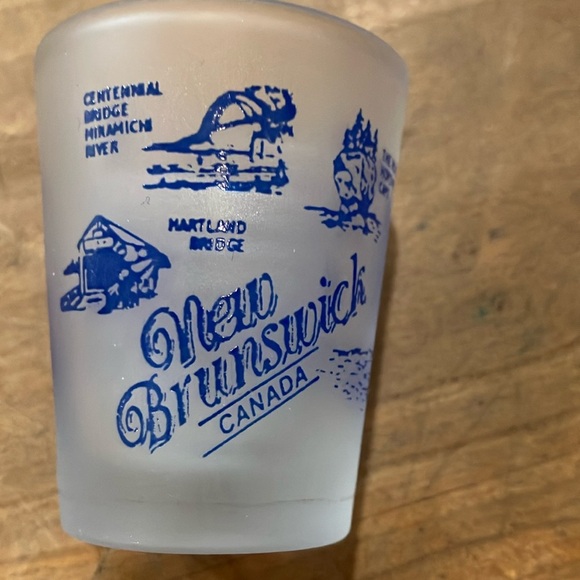 CENTENNIAL
BRIDGE
MIRAMICHI
RIVER
HARTLAND
BRIDGE
New
Brunswick
CANADA